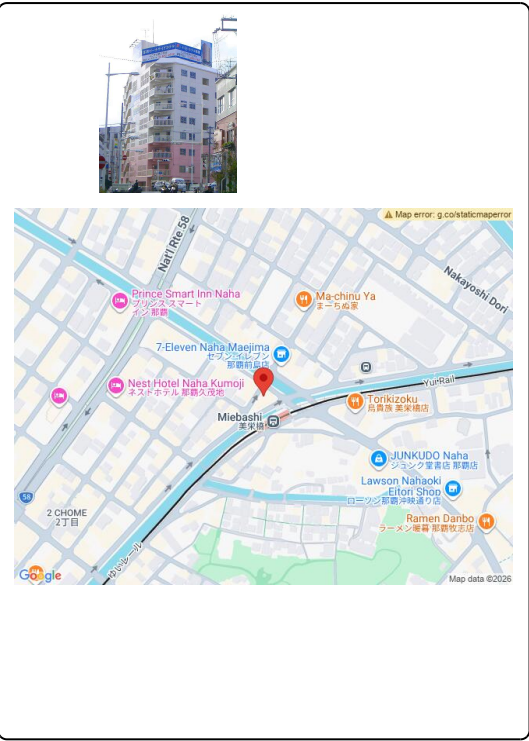 Map error: g.co/staticmaperror
Nat'l Rte 58
Nakayoshi Dori
Prince Smart Inn Naha
プリンス スマート
イン 那覇
Ma-chinu Ya
まーちぬ家
7-Eleven Naha Maejima
セブン-イレブン
那覇前島店
Nest Hotel Naha Kumoji
ネストホテル 那覇久茂地
Yui Rail
Torikizoku
鳥貴族 美栄橋店
Miebashi
美栄橋
JUNKUDO Naha
ジュンク堂書店 那覇店
Lawson Nahaoki
Eitori Shop
ローソン那覇沖映通り店
58
2 CHOME
2丁目
Ramen Danbo
ラーメン暖暮 那覇牧志店
ゆいレール
Google
Map data ©2026